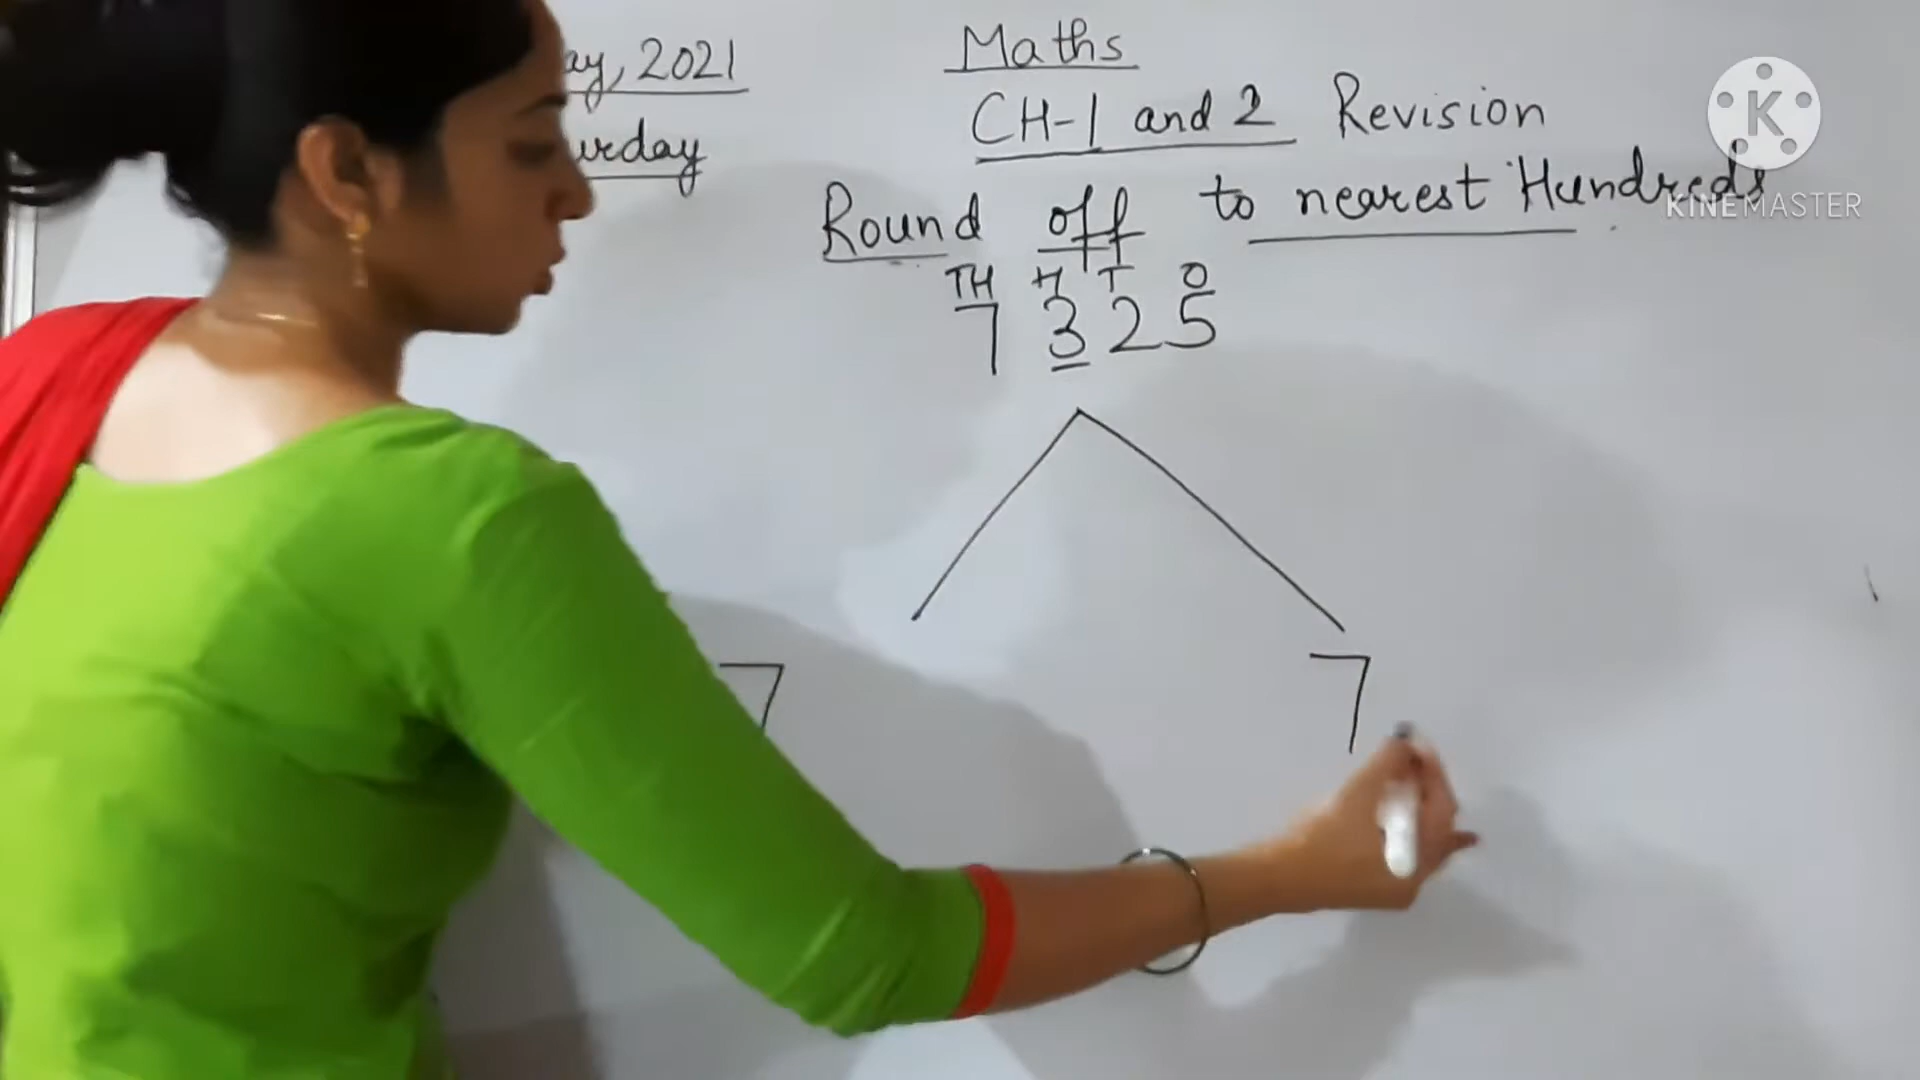 ay, 2021
urday
Maths
CH-1 and 2 Revision
Round off to nearest Hundreds
TH H T O
7 3 2 5
7 7
K
KINEMASTER